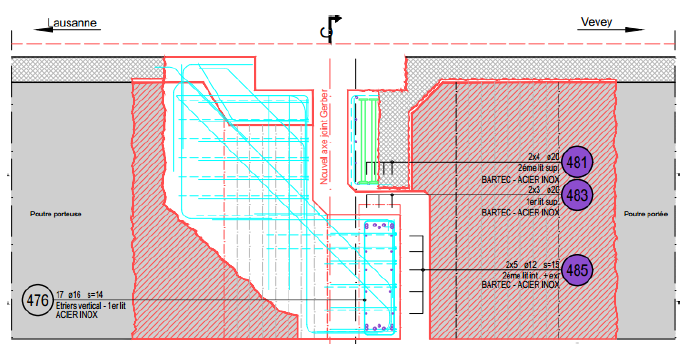 Lausanne
Vevey
C
Nouvel axe joint Gerber
2x4 ø20
2ème lit sup.
BARTEC - ACIER INOX
481
2x3 ø26
1er lit sup.
BARTEC - ACIER INOX
483
Poutre porteuse
Poutre portée
2x5 ø12 s=15
2ème lit int. + ext
BARTEC - ACIER INOX
485
476
17 ø16 s=14
Etriers vertical - 1er lit
ACIER INOX